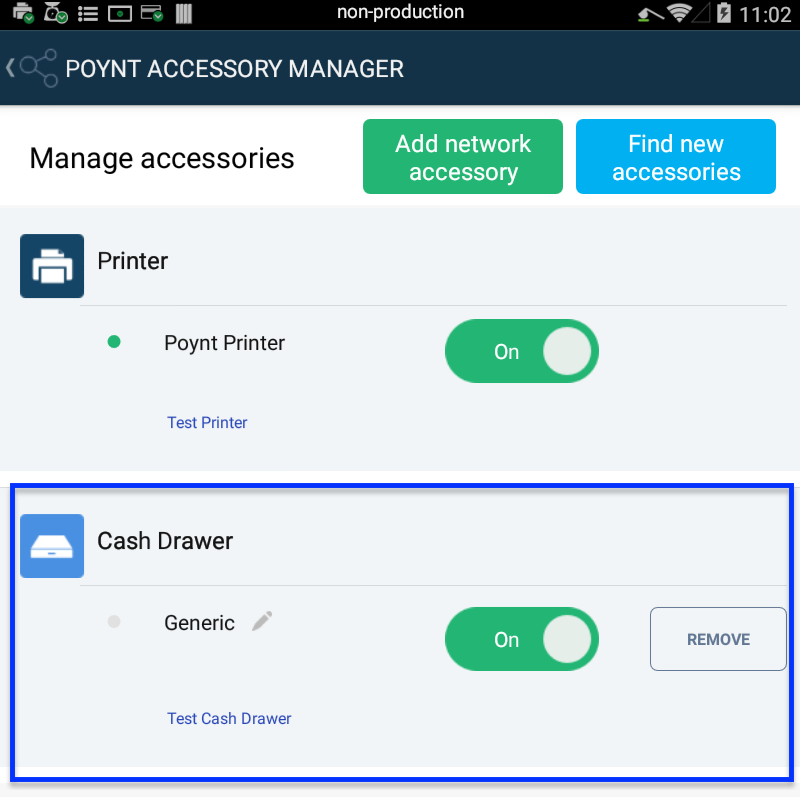 non-production
11:02
POYNT ACCESSORY MANAGER
Manage accessories
Add network
accessory
Find new
accessories
Printer
Poynt Printer
On
Test Printer
Cash Drawer
Generic
On
REMOVE
Test Cash Drawer